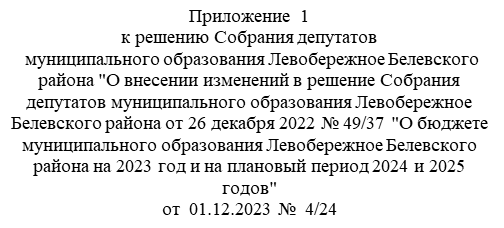 Приложение 1
к решению Собрания депутатов
муниципального образования Левобережное Белевского
района "О внесении изменений в решение Собрания
депутатов муниципального образования Левобережное
Белевского района от 26 декабря 2022 № 49/37 "О бюджете
муниципального образования Левобережное Белевского
района на 2023 год и на плановый период 2024 и 2025
годов"
от 01.12.2023 № 4/24